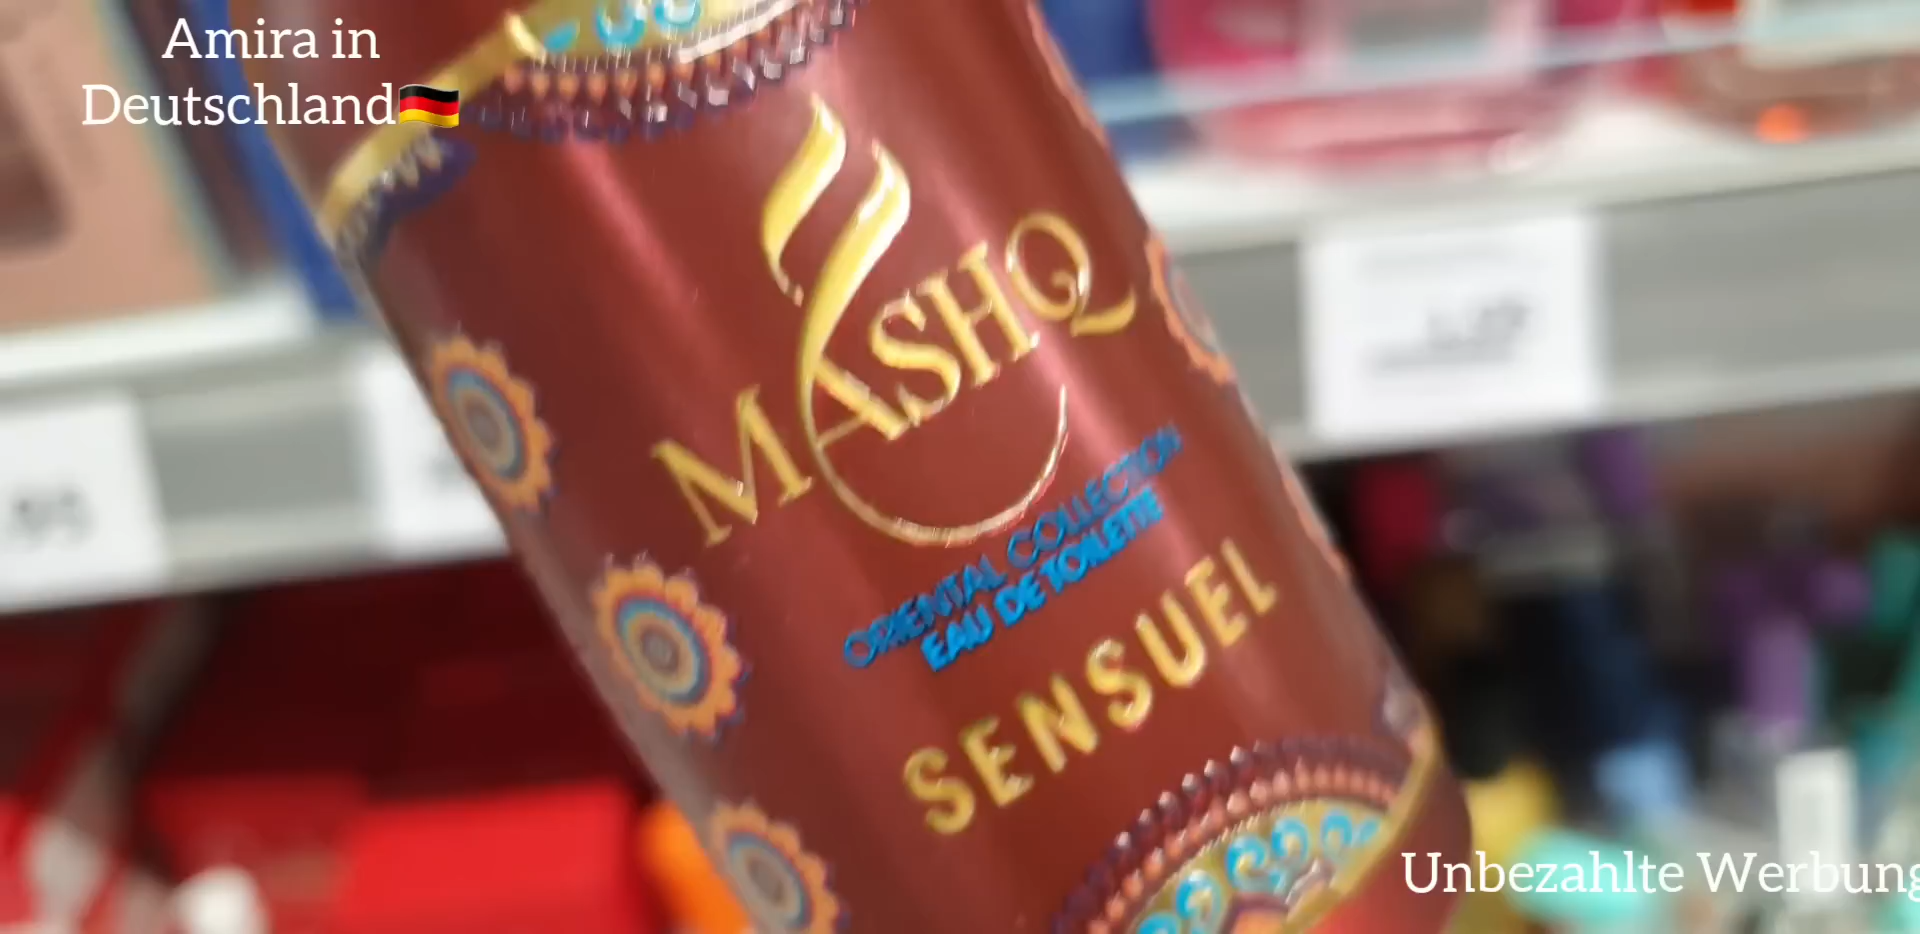 Amira in
Deutschland🇩🇪
MASHQ
ORIENTAL COLLECTION
EAU DE TOILETTE
SENSUEL
Unbezahlte Werbung